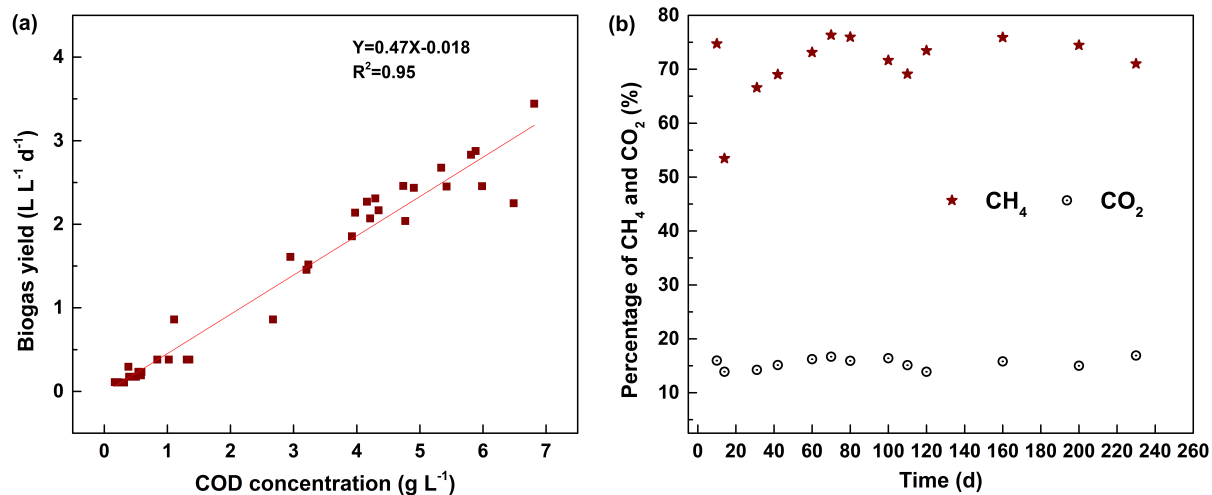 (a)
Y=0.47X-0.018
R²=0.95
Biogas yield (L L⁻¹ d⁻¹)
4
3
2
1
0
0 1 2 3 4 5 6 7
COD concentration (g L⁻¹)
(b)
Percentage of CH₄ and CO₂ (%)
80
70
60
50
40
30
20
10
CH₄ CO₂
0 20 40 60 80 100 120 140 160 180 200 220 240 260
Time (d)